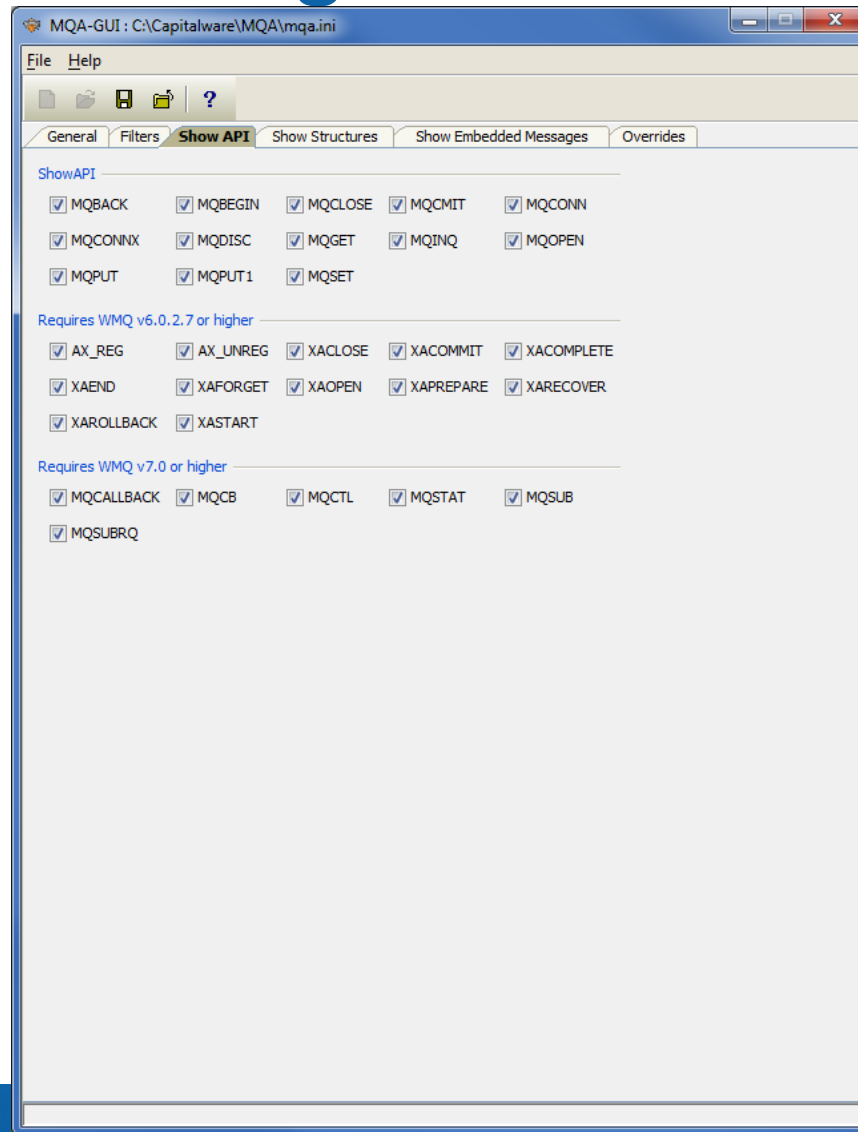 MQA-GUI : C:\Capitalware\MQA\mqa.ini
File Help
?
General Filters Show API Show Structures Show Embedded Messages Overrides
ShowAPI
MQBACK MQBEGIN MQCLOSE MQCMIT MQCONN
MQCONNX MQDISC MQGET MQINQ MQOPEN
MQPUT MQPUT1 MQSET
Requires WMQ v6.0.2.7 or higher
AX_REG AX_UNREG XACLOSE XACOMMIT XACOMPLETE
XAEND XAFORGET XAOPEN XAPREPARE XARECOVER
XAROLLBACK XASTART
Requires WMQ v7.0 or higher
MQCALLBACK MQCB MQCTL MQSTAT MQSUB
MQSUBRQ